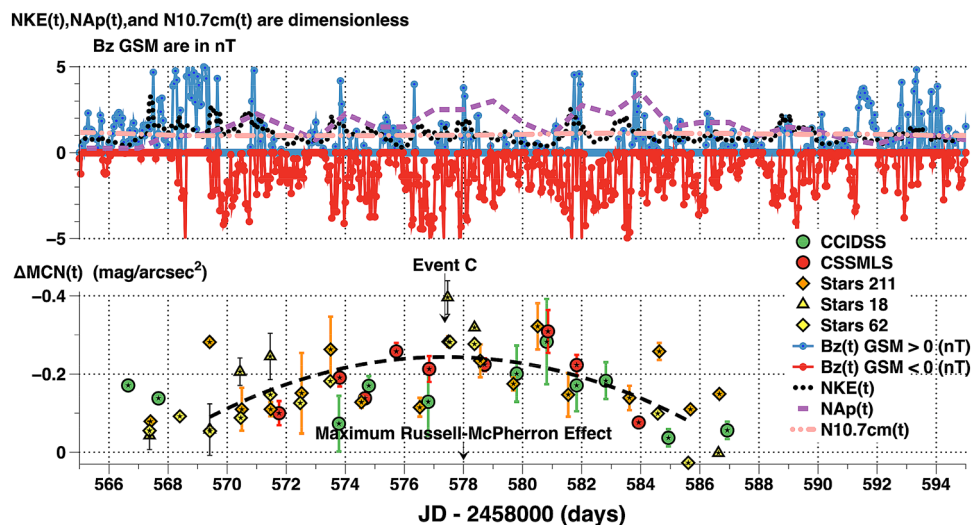 NKE(t),NAp(t),and N10.7cm(t) are dimensionless
Bz GSM are in nT
5
0
−5
ΔMCN(t) (mag/arcsec²)
Event C
CCIDSS
CSSMLS
Stars 211
Stars 18
Stars 62
Bz(t) GSM > 0 (nT)
Bz(t) GSM < 0 (nT)
NKE(t)
NAp(t)
N10.7cm(t)
−0.4
−0.2
0
Maximum Russell-McPherron Effect
566 568 570 572 574 576 578 580 582 584 586 588 590 592 594
JD - 2458000 (days)